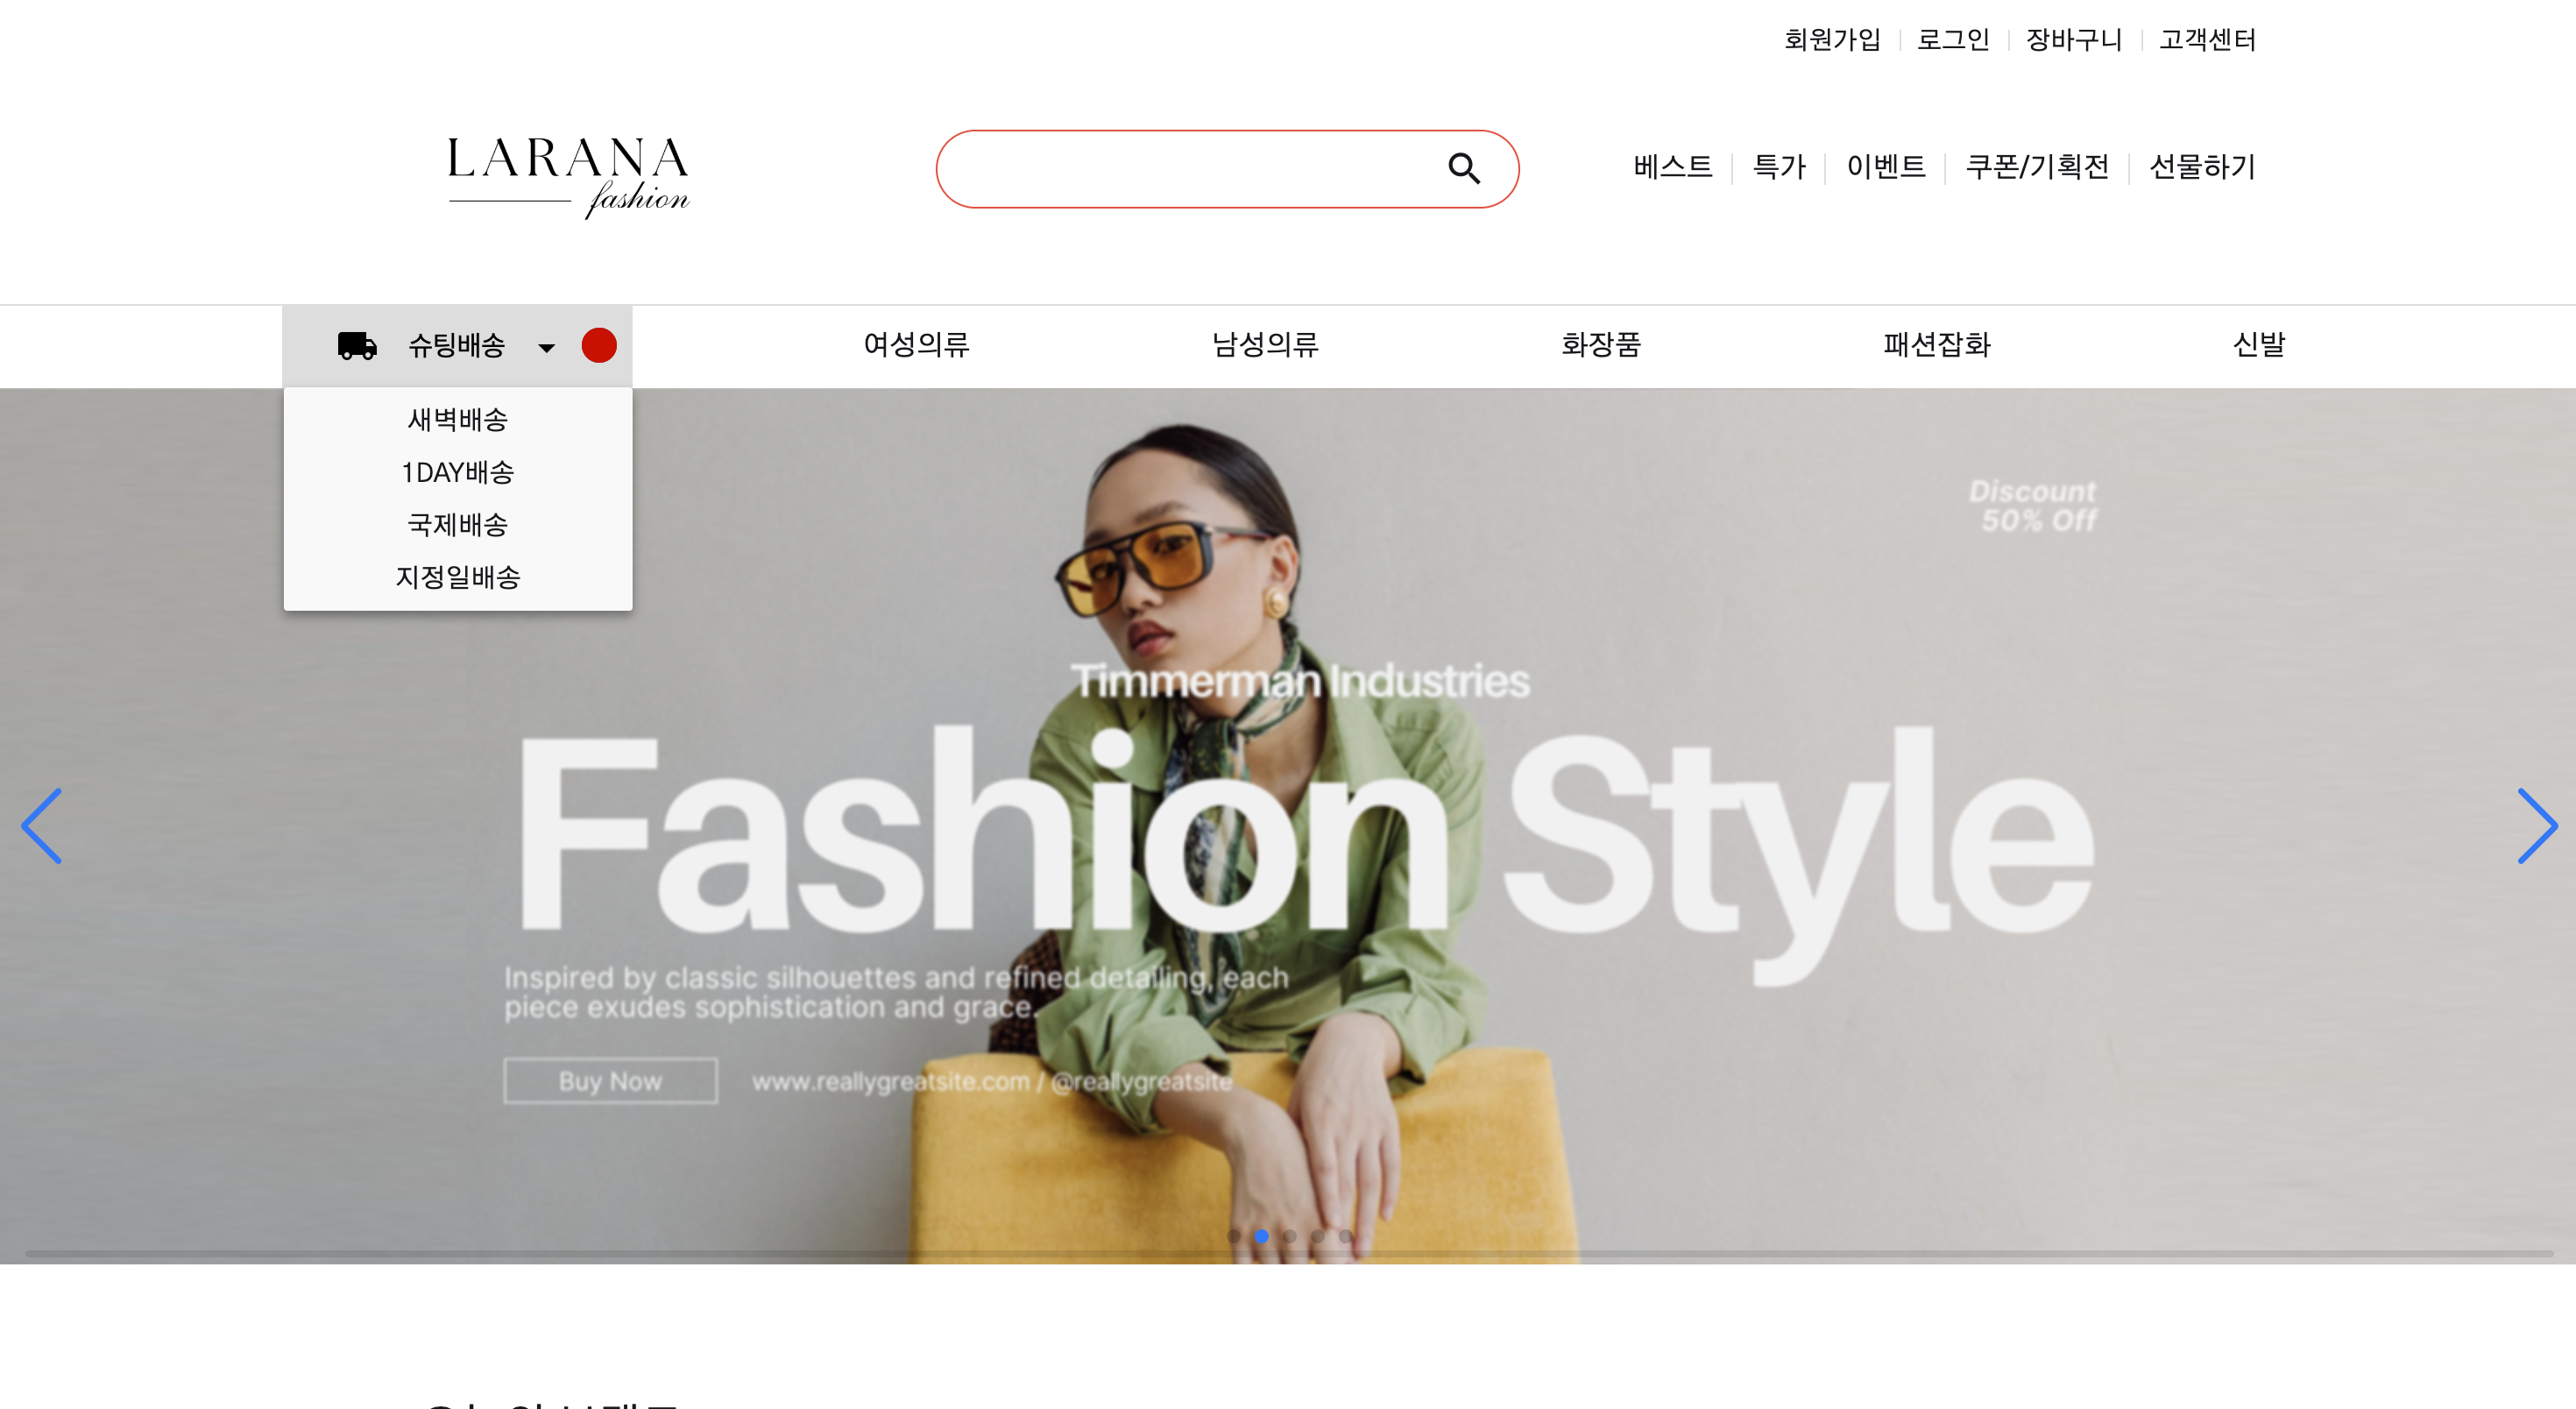 회원가입 로그인 장바구니 고객센터
LARANA
fashion
베스트 특가 이벤트 쿠폰/기획전 선물하기
슈팅배송 여성의류 남성의류 화장품 패션잡화 신발
새벽배송
1DAY배송
국제배송
지정일배송
Discount
50% Off
Timmerman Industries
Fashion Style
Inspired by classic silhouettes and refined detailing, each
piece exudes sophistication and grace.
Buy Now www.reallygreatsite.com / @reallygreatsite